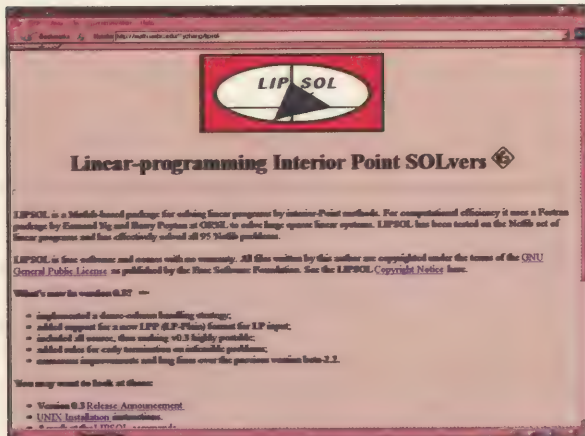 LIP SOL
Linear-programming Interior Point SOLvers
LIPSOL is a Matlab-based package for solving linear programs by interior-Point methods. For computational efficiency it uses a Fortran
package by Esmond Ng and Barry Peyton at ORNL to solve large sparse linear systems. LIPSOL has been tested on the Netlib set of
linear programs and has effectively solved all 95 Netlib problems.
LIPSOL is free software and comes with no warranty. All files written by this author are copyrighted under the terms of the GNU
General Public License as published by the Free Software Foundation. See the LIPSOL Copyright Notice here.
What's new in version 0.3?
implemented a dense-column handling strategy;
added support for a new LPP (LP-Plain) format for LP input;
included all source, thus making v0.3 highly portable;
added rules for early termination on infeasible problems;
numerous improvements and bug fixes over the previous version beta-2.2.
You may want to look at these:
Version 0.3 Release Announcement
UNIX Installation instructions.